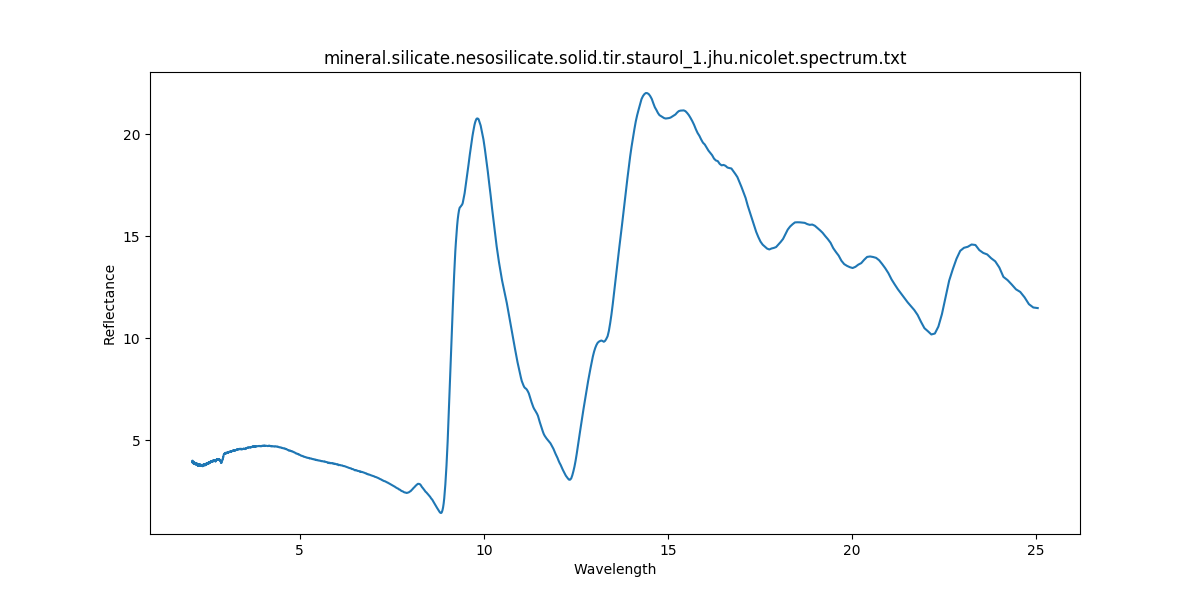 mineral.silicate.nesosilicate.solid.tir.staurol_1.jhu.nicolet.spectrum.txt
Reflectance
20
15
10
5
5 10 15 20 25
Wavelength